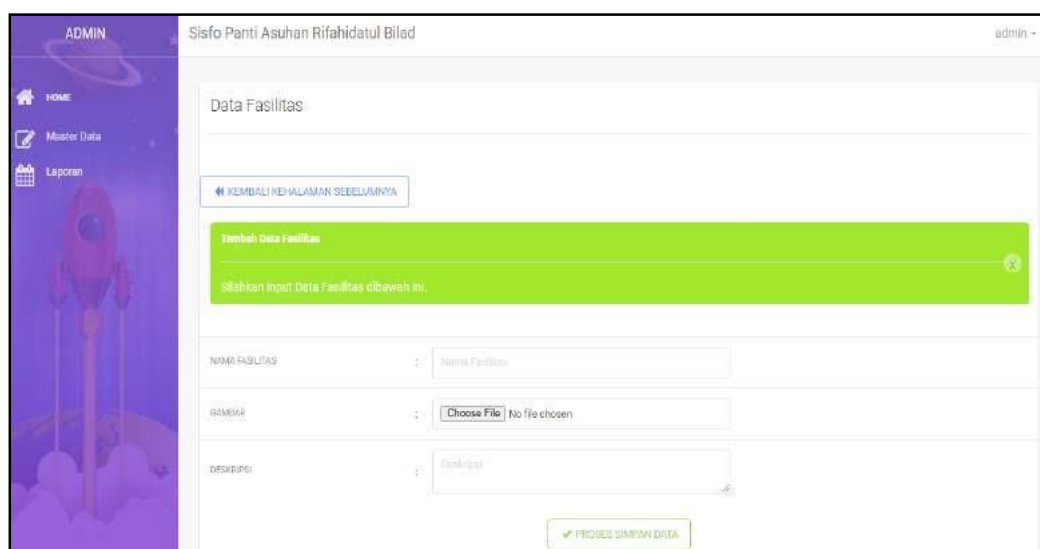 ADMIN
Sisfo Panti Asuhan Rifahidatul Bilad
admin
HOME
Master Data
Laporan
Data Fasilitas
KEMBALI KEHALAMAN SEBELUMNYA
Tambah Data Fasilitas
x
Silahkan input Data Fasilitas dibawah ini.
NAMA FASILITAS : Nama Fasilitas
GAMBAR : Choose File No file chosen
DESKRIPSI : Deskripsi
PROSES SIMPAN DATA